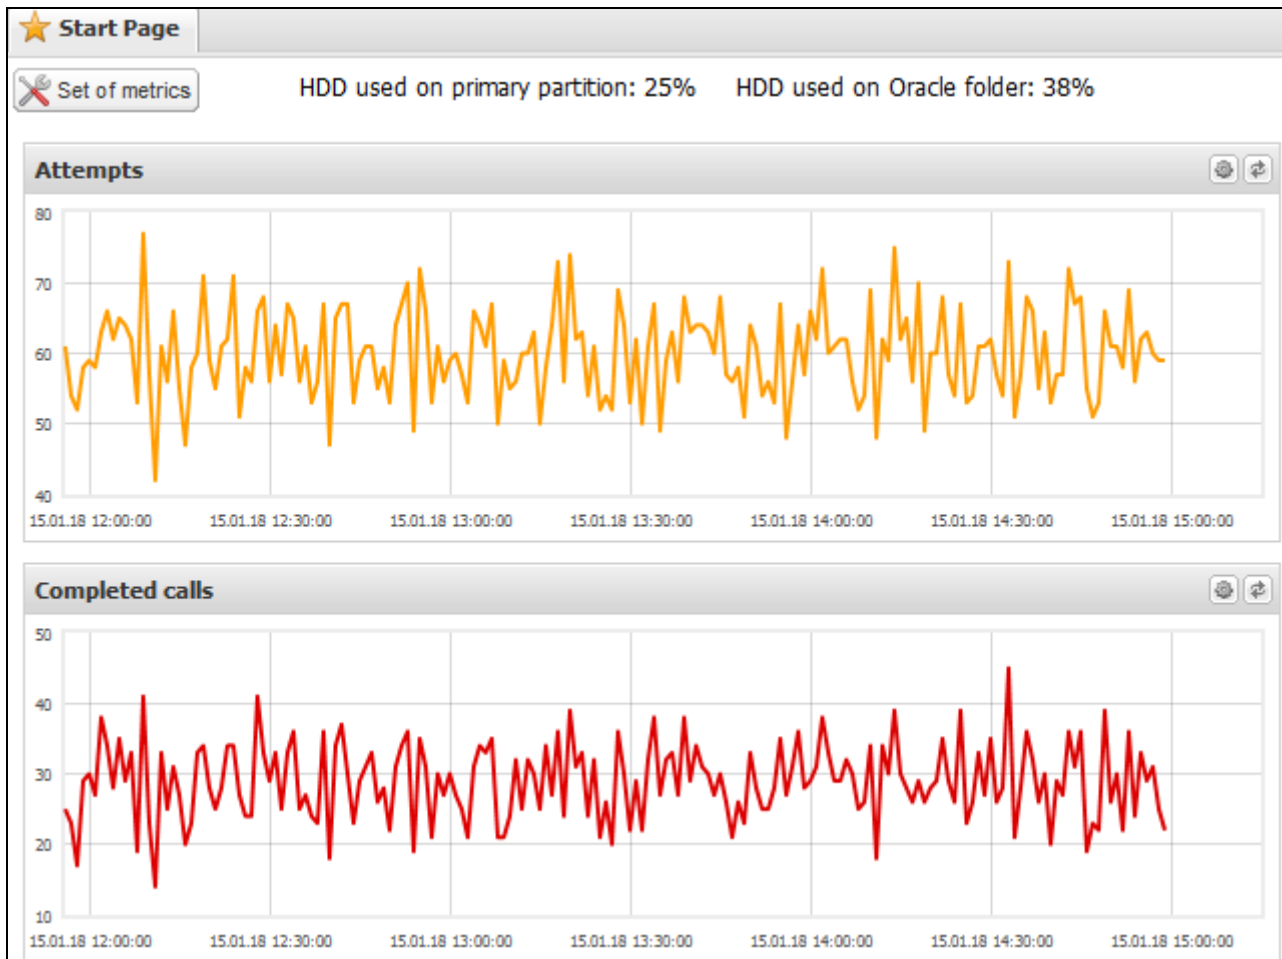 Start Page
Set of metrics HDD used on primary partition: 25% HDD used on Oracle folder: 38%
Attempts
80
70
60
50
40
15.01.18 12:00:00 15.01.18 12:30:00 15.01.18 13:00:00 15.01.18 13:30:00 15.01.18 14:00:00 15.01.18 14:30:00 15.01.18 15:00:00
Completed calls
50
40
30
20
10
15.01.18 12:00:00 15.01.18 12:30:00 15.01.18 13:00:00 15.01.18 13:30:00 15.01.18 14:00:00 15.01.18 14:30:00 15.01.18 15:00:00